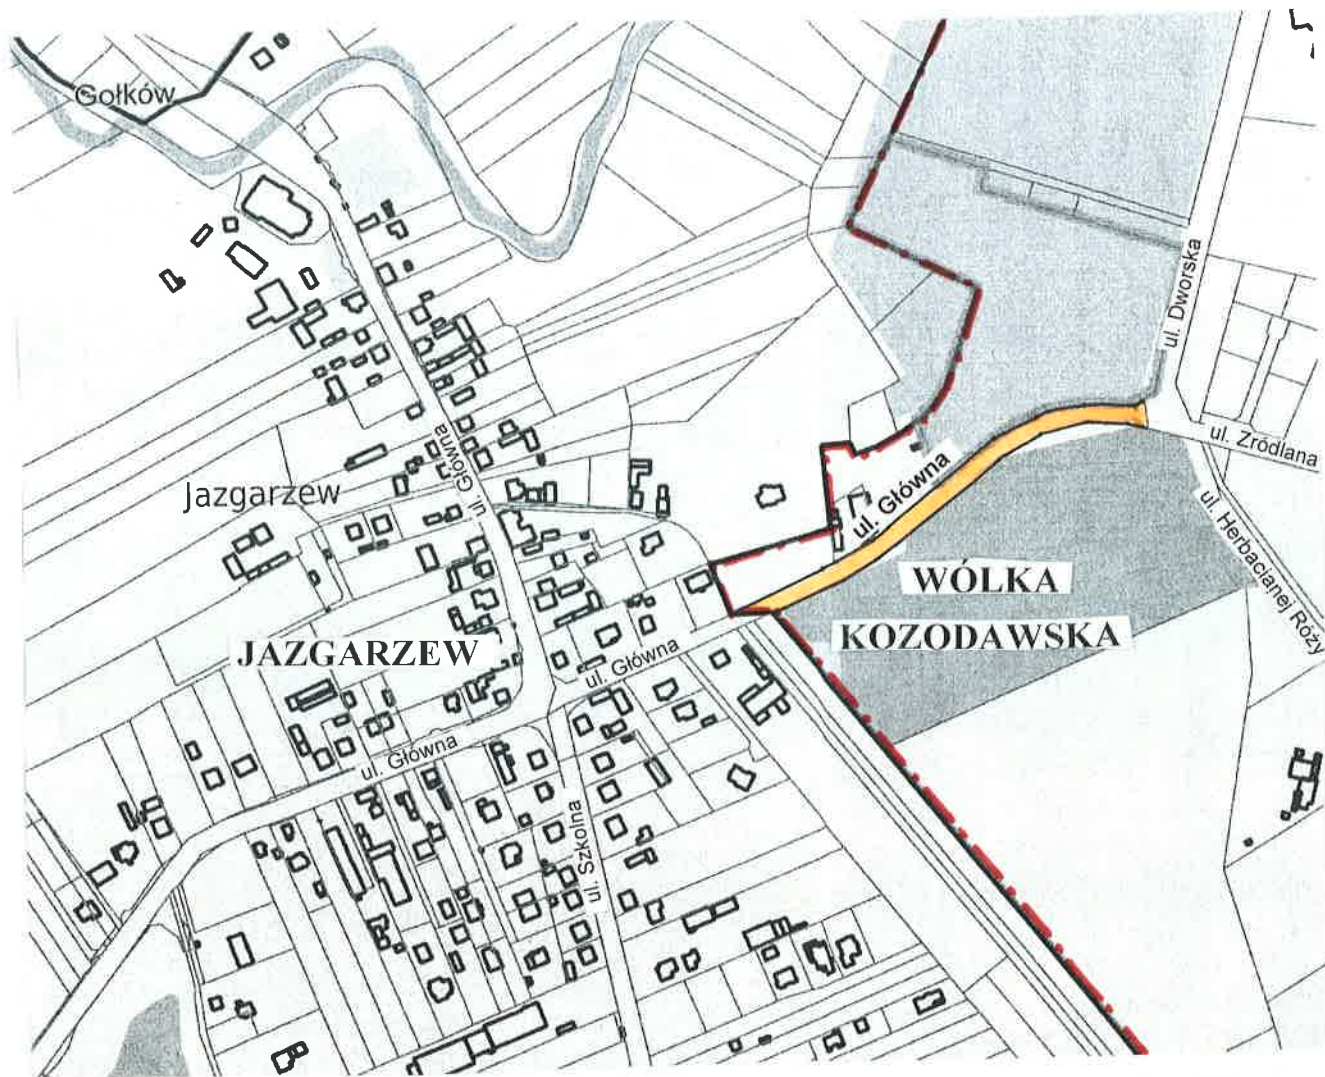 Gołków
ul. Dworska
ul. Główna
ul. Zródlana
Jazgarzew
ul. Główna
ul. Herbacianej Róży
WÓLKA
KOZODAWSKA
JAZGARZEW
ul. Główna
ul. Główna
ul. Szkolna